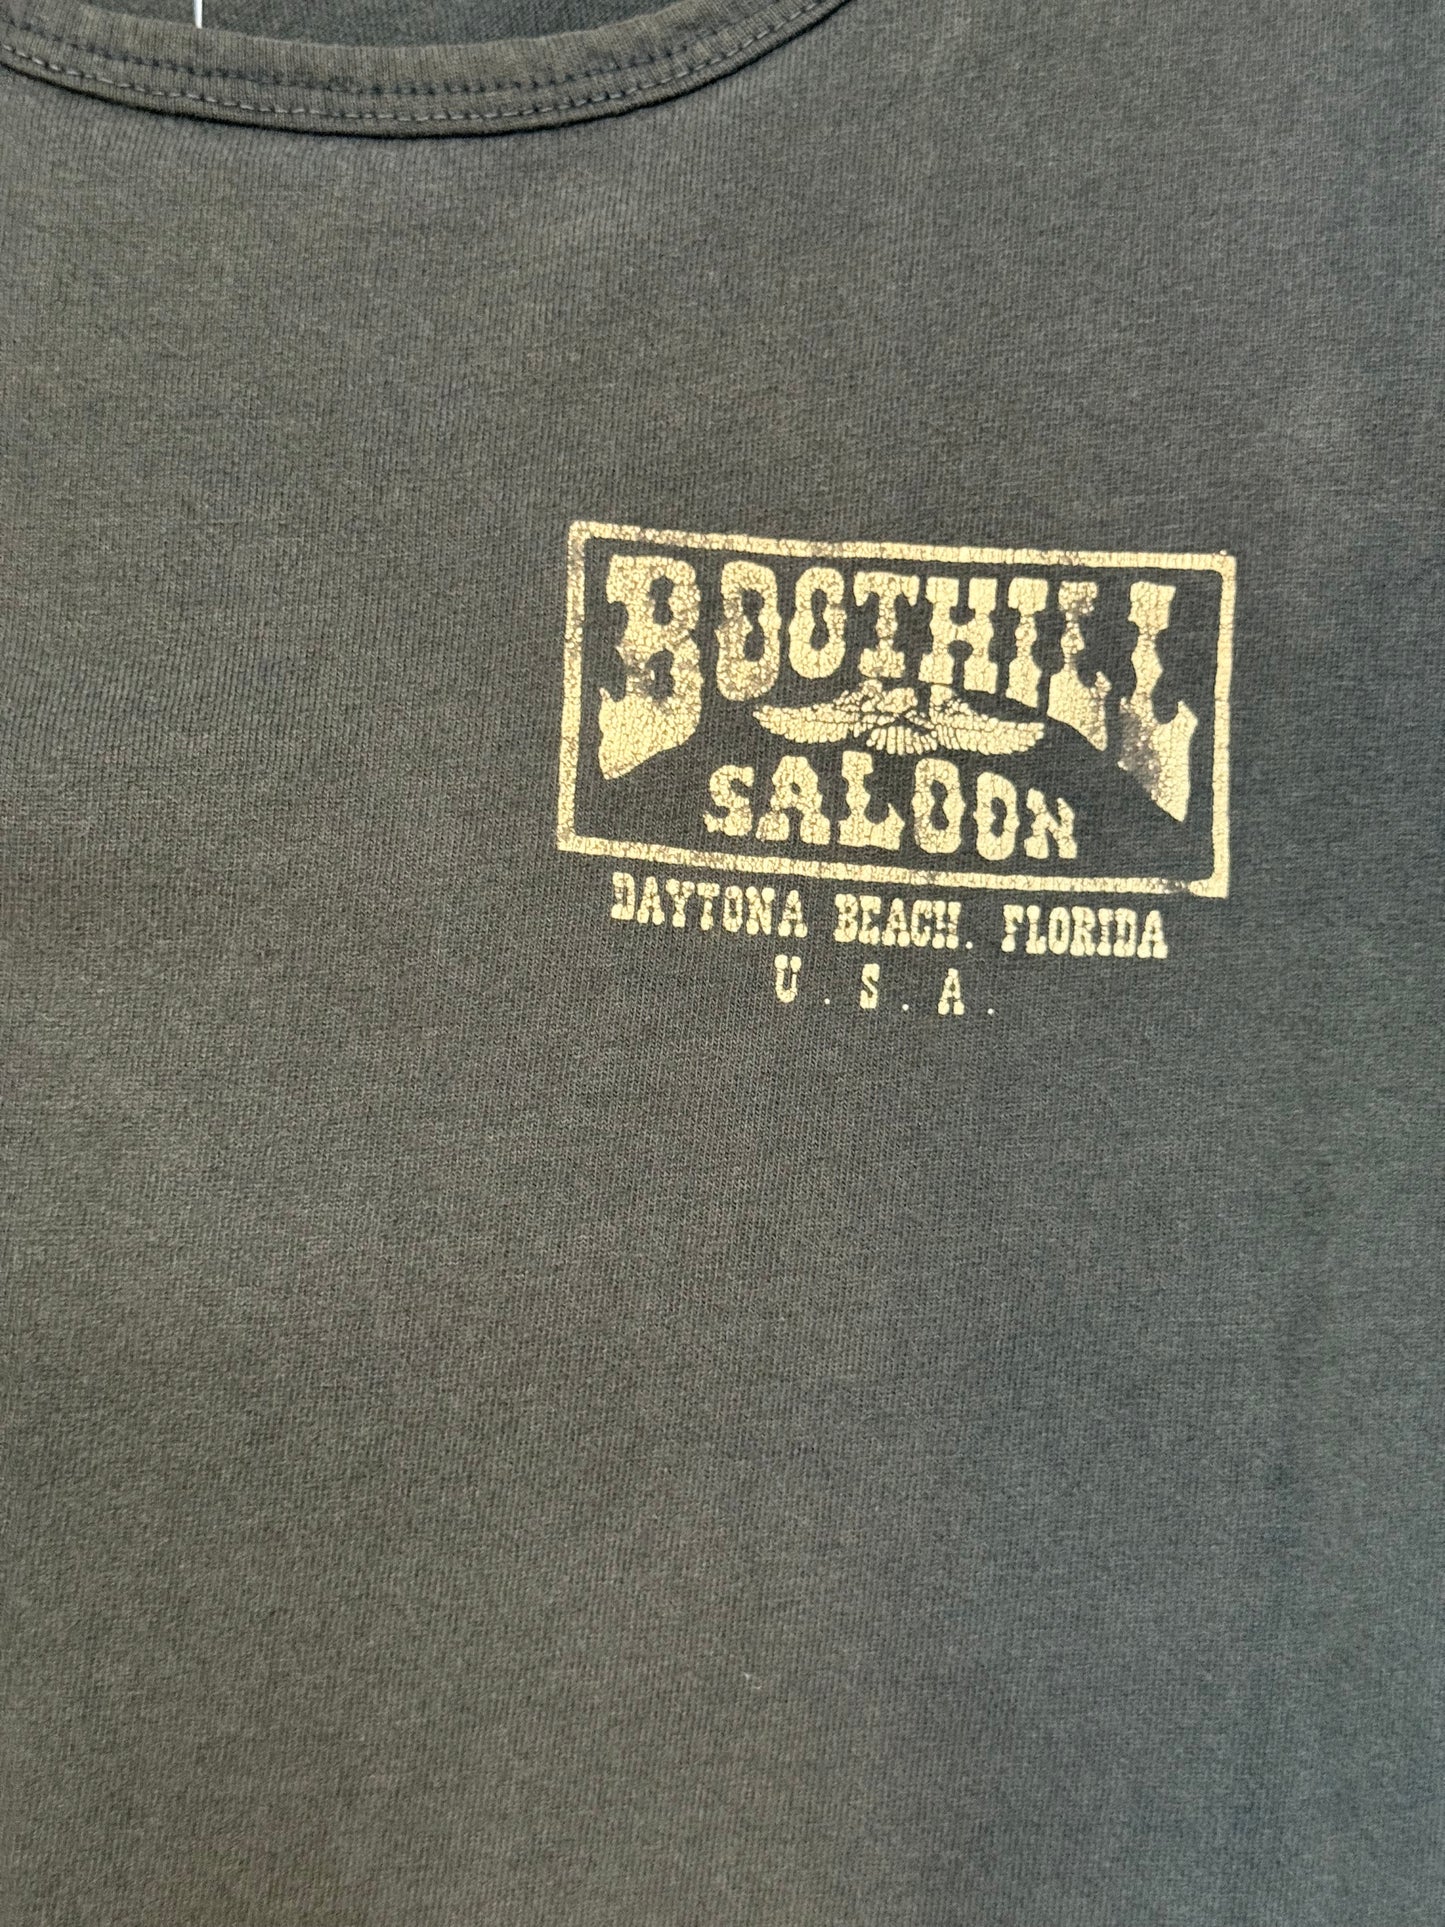 BOOTHILL
SALOON
DAYTONA BEACH. FLORIDA
U.S.A.